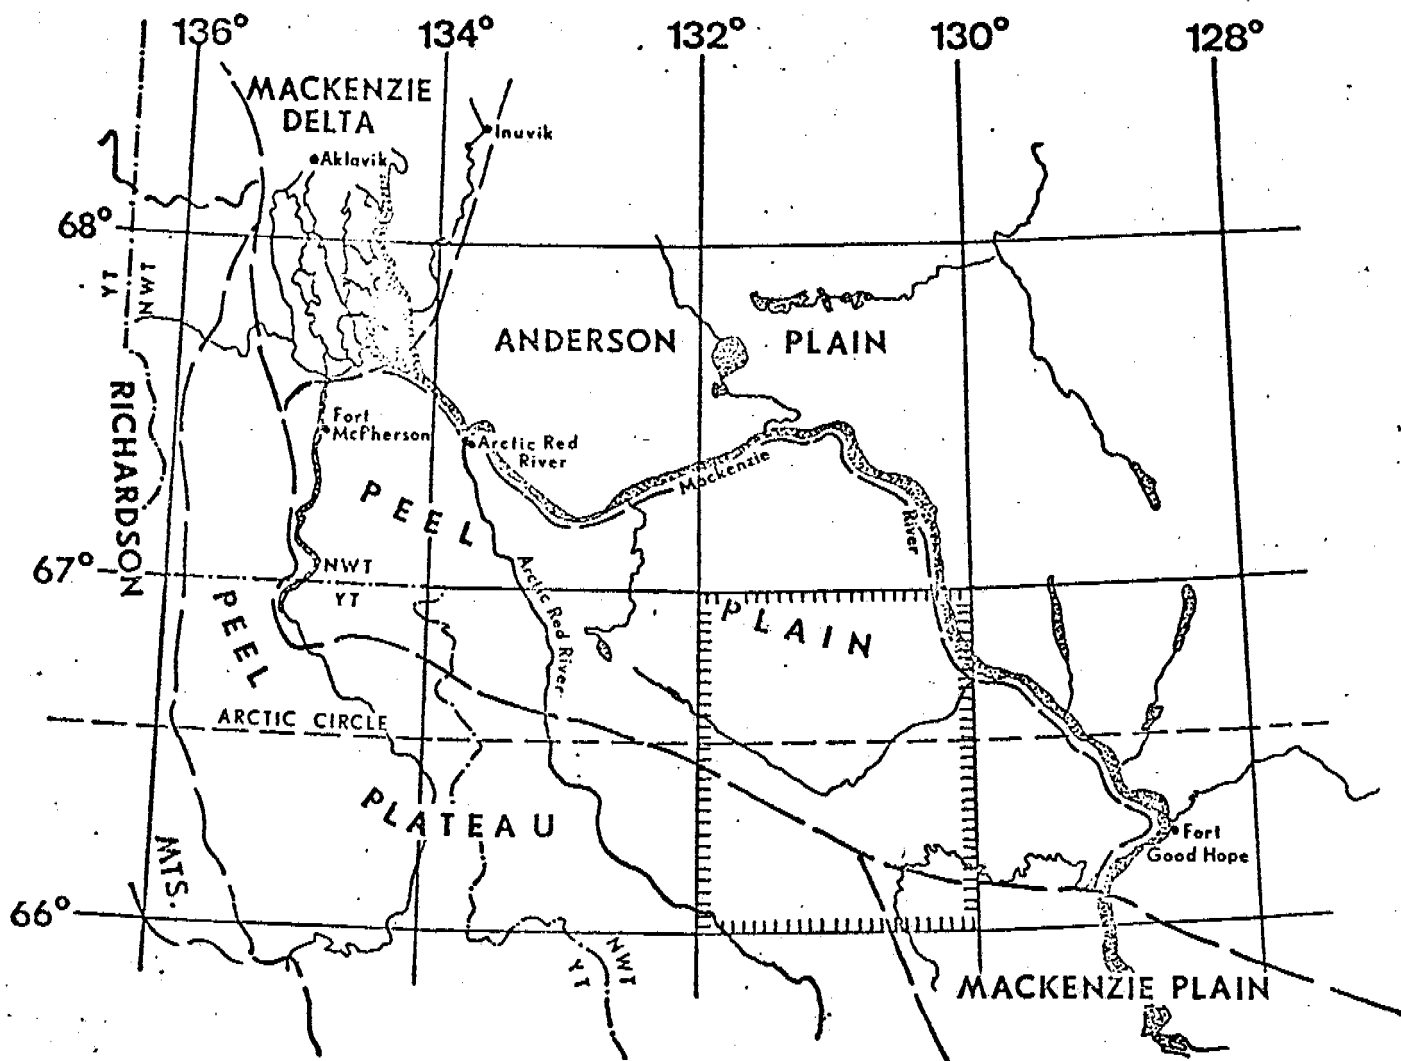 136° 134° 132° 130° 128°
MACKENZIE
DELTA
Inuvik
Aklavik
68°
NWT
YT
ANDERSON PLAIN
RICHARDSON
Fort
McPherson
Arctic Red
River
Mackenzie
River
PEEL
67°
NWT
YT
Arctic Red River
PEEL
PLAIN
ARCTIC CIRCLE
PLATEAU
Fort
Good Hope
MTS.
66°
NWT
YT
MACKENZIE PLAIN